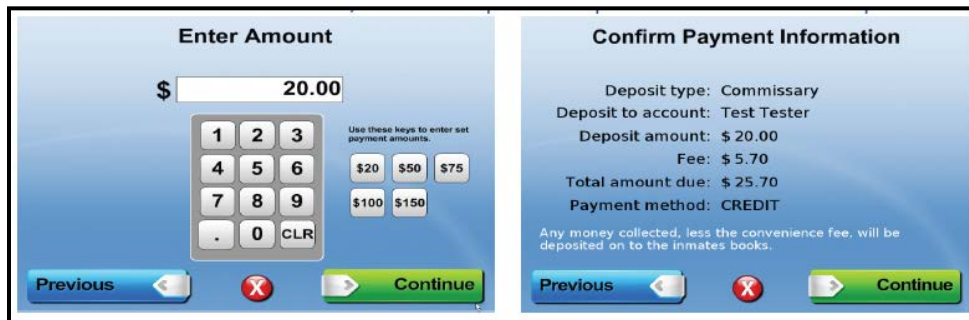 Enter Amount
$ 20.00
1 2 3
4 5 6
7 8 9
. 0 CLR
Use these keys to enter set
payment amounts.
$20 $50 $75
$100 $150
Previous X Continue
Confirm Payment Information
Deposit type: Commissary
Deposit to account: Test Tester
Deposit amount: $ 20.00
Fee: $ 5.70
Total amount due: $ 25.70
Payment method: CREDIT
Any money collected, less the convenience fee, will be
deposited on to the inmates books.
Previous X Continue